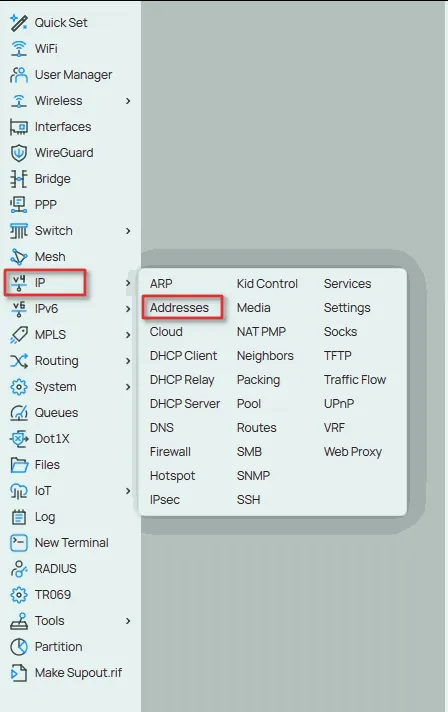 Quick Set
WiFi
User Manager
Wireless
Interfaces
WireGuard
Bridge
PPP
Switch
Mesh
v4 IP
v6 IPv6
MPLS
Routing
System
Queues
Dot1X
Files
IoT
Log
New Terminal
RADIUS
TR069
Tools
Partition
Make Supout.rif
ARP
Addresses
Cloud
DHCP Client
DHCP Relay
DHCP Server
DNS
Firewall
Hotspot
IPsec
Kid Control
Media
NAT PMP
Neighbors
Packing
Pool
Routes
SMB
SNMP
SSH
Services
Settings
Socks
TFTP
Traffic Flow
UPnP
VRF
Web Proxy